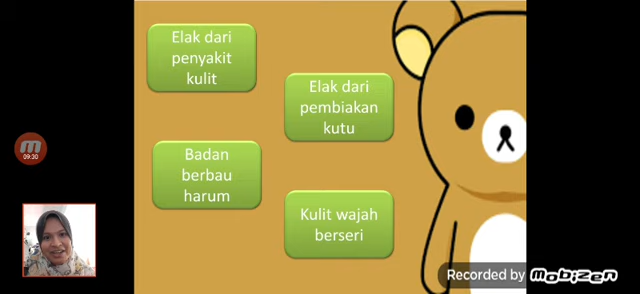 Elak dari
penyakit
kulit
Elak dari
pembiakan
kutu
Badan
berbau
harum
Kulit wajah
berseri
09:30
Recorded by mobizen